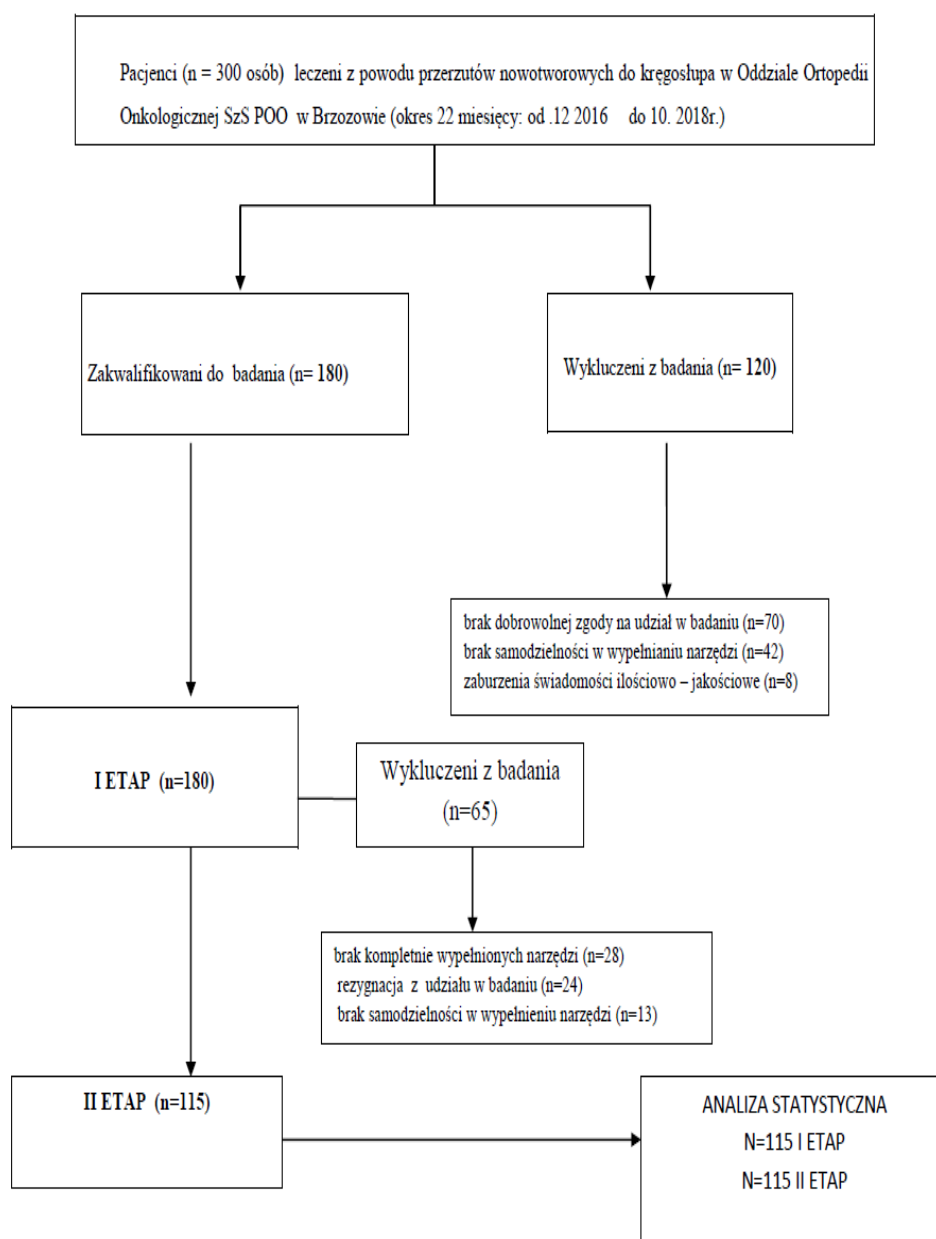 Pacjenci (n = 300 osób) leczeni z powodu przerzutów nowotworowych do kręgosłupa w Oddziale Ortopedii
Onkologicznej SzS POO w Brzozowie (okres 22 miesięcy: od .12 2016 do 10. 2018r.)
Zakwalifikowani do badania (n= 180)
Wykluczeni z badania (n= 120)
brak dobrowolnej zgody na udział w badaniu (n=70)
brak samodzielności w wypełnianiu narzędzi (n=42)
zaburzenia świadomości ilościowo – jakościowe (n=8)
I ETAP (n=180)
Wykluczeni z badania
(n=65)
brak kompletnie wypełnionych narzędzi (n=28)
rezygnacja z udziału w badaniu (n=24)
brak samodzielności w wypełnieniu narzędzi (n=13)
II ETAP (n=115)
ANALIZA STATYSTYCZNA
N=115 I ETAP
N=115 II ETAP